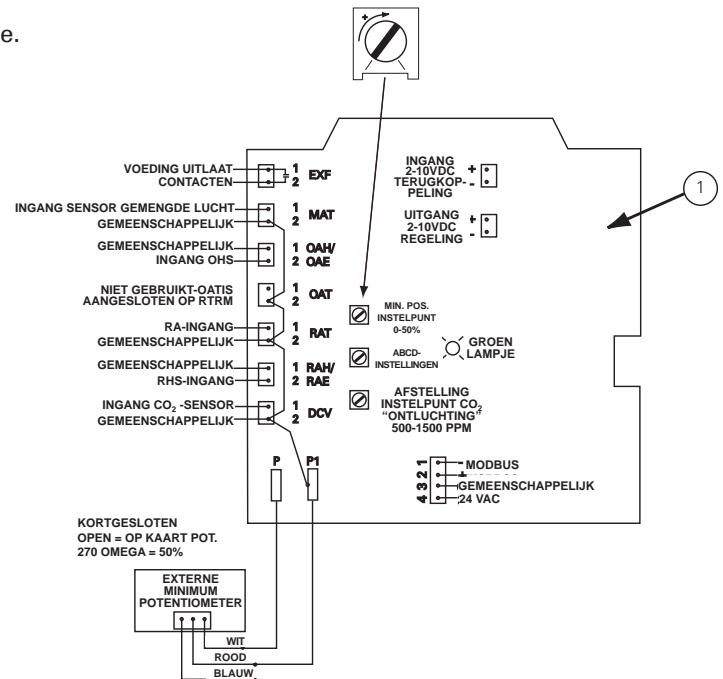 e.
VOEDING UITLAAT
CONTACTEN
1
2
EXF
INGANG SENSOR GEMENGDE LUCHT
GEMEENSCHAPPELIJK
1
2
MAT
GEMEENSCHAPPELIJK
INGANG OHS
1 OAH/
2 OAE
NIET GEBRUIKT-OATIS
AANGESLOTEN OP RTRM
1
2
OAT
RA-INGANG
GEMEENSCHAPPELIJK
1
2
RAT
GEMEENSCHAPPELIJK
RHS-INGANG
1 RAH/
2 RAE
INGANG CO₂ -SENSOR
GEMEENSCHAPPELIJK
1
2
DCV
+
INGANG
2-10VDC
TERUGKOP-
PELING
+
-
UITGANG
2-10VDC
REGELING
+
-
1
MIN. POS.
INSTELPUNT
0-50%
ABCD-
INSTELLINGEN
GROEN
LAMPJE
AFSTELLING
INSTELPUNT CO₂
“ONTLUCHTING”
500-1500 PPM
P
P1
1
2
3
4
- MODBUS
+
GEMEENSCHAPPELIJK
24 VAC
KORTGESLOTEN
OPEN = OP KAART POT.
270 OMEGA = 50%
EXTERNE
MINIMUM
POTENTIOMETER
WIT
ROOD
BLAUW